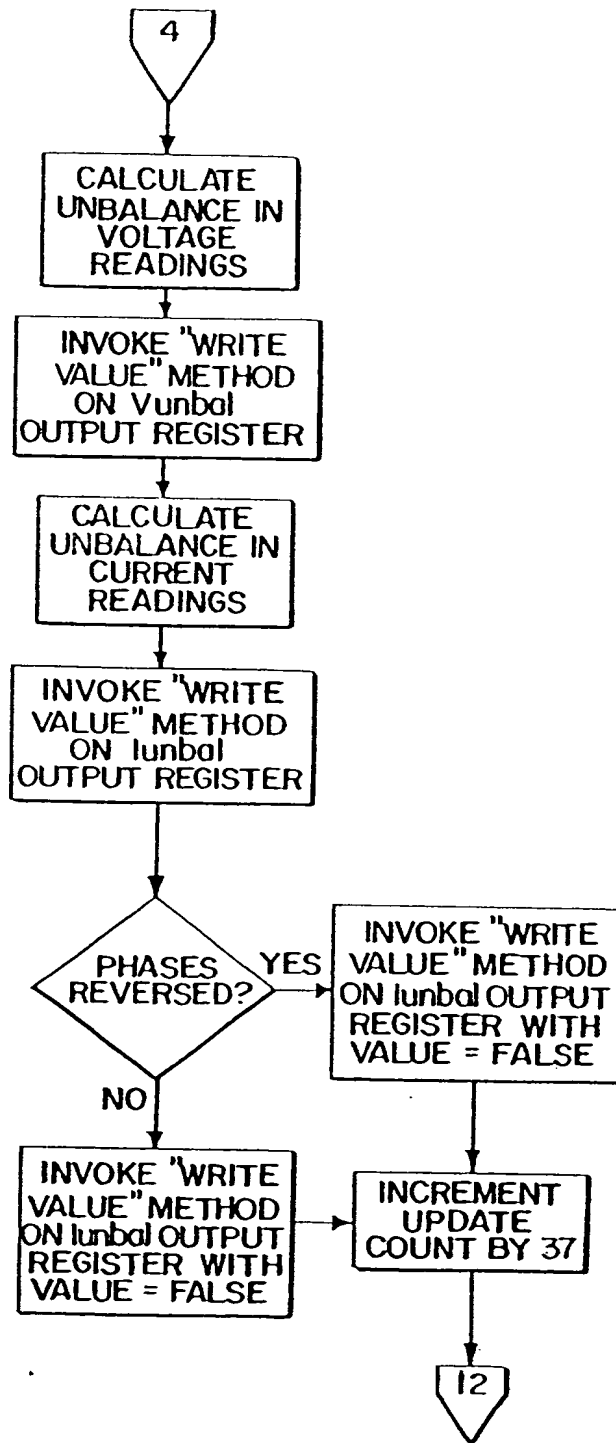 4
CALCULATE
UNBALANCE IN
VOLTAGE
READINGS
INVOKE "WRITE
VALUE" METHOD
ON Vunbal
OUTPUT REGISTER
CALCULATE
UNBALANCE IN
CURRENT
READINGS
INVOKE "WRITE
VALUE" METHOD
ON Iunbal
OUTPUT REGISTER
PHASES
REVERSED?
YES
INVOKE "WRITE
VALUE" METHOD
ON Iunbal OUTPUT
REGISTER WITH
VALUE = FALSE
NO
INVOKE "WRITE
VALUE" METHOD
ON Iunbal OUTPUT
REGISTER WITH
VALUE = FALSE
INCREMENT
UPDATE
COUNT BY 37
12